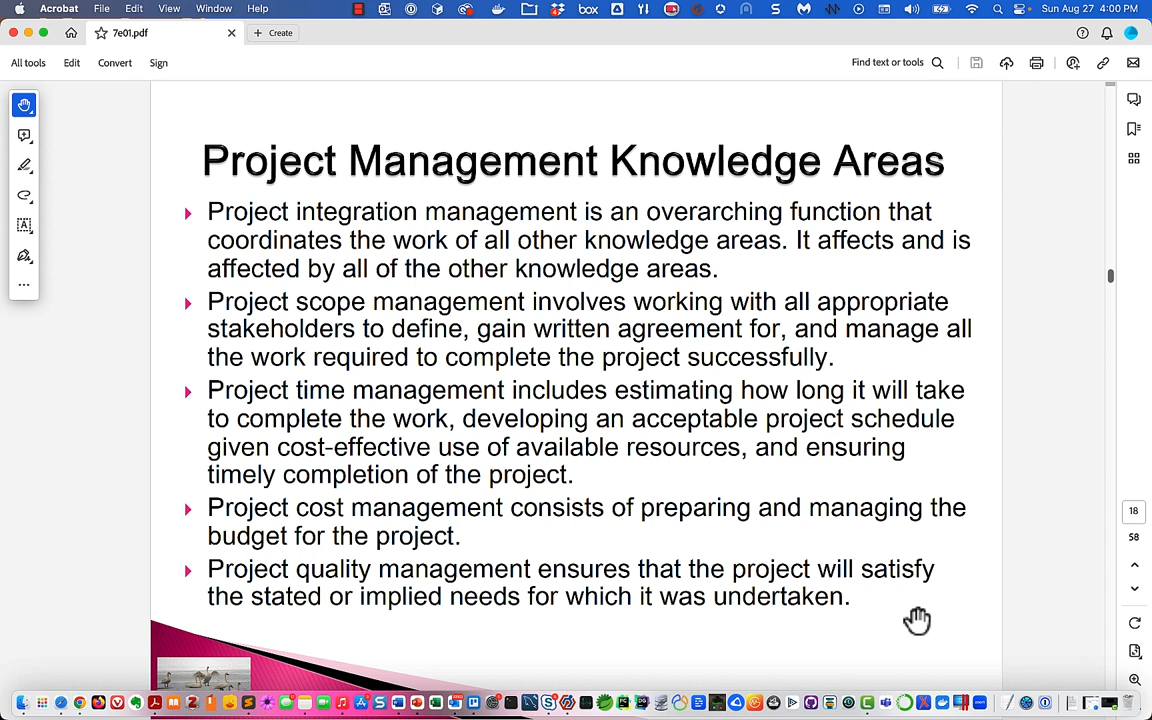 Acrobat File Edit View Window Help box Sun Aug 27 4:00 PM
7e01.pdf Create
All tools Edit Convert Sign Find text or tools
Project Management Knowledge Areas
Project integration management is an overarching function that
coordinates the work of all other knowledge areas. It affects and is
affected by all of the other knowledge areas.
Project scope management involves working with all appropriate
stakeholders to define, gain written agreement for, and manage all
the work required to complete the project successfully.
Project time management includes estimating how long it will take
to complete the work, developing an acceptable project schedule
given cost-effective use of available resources, and ensuring
timely completion of the project.
Project cost management consists of preparing and managing the
budget for the project.
Project quality management ensures that the project will satisfy
the stated or implied needs for which it was undertaken.
18
58